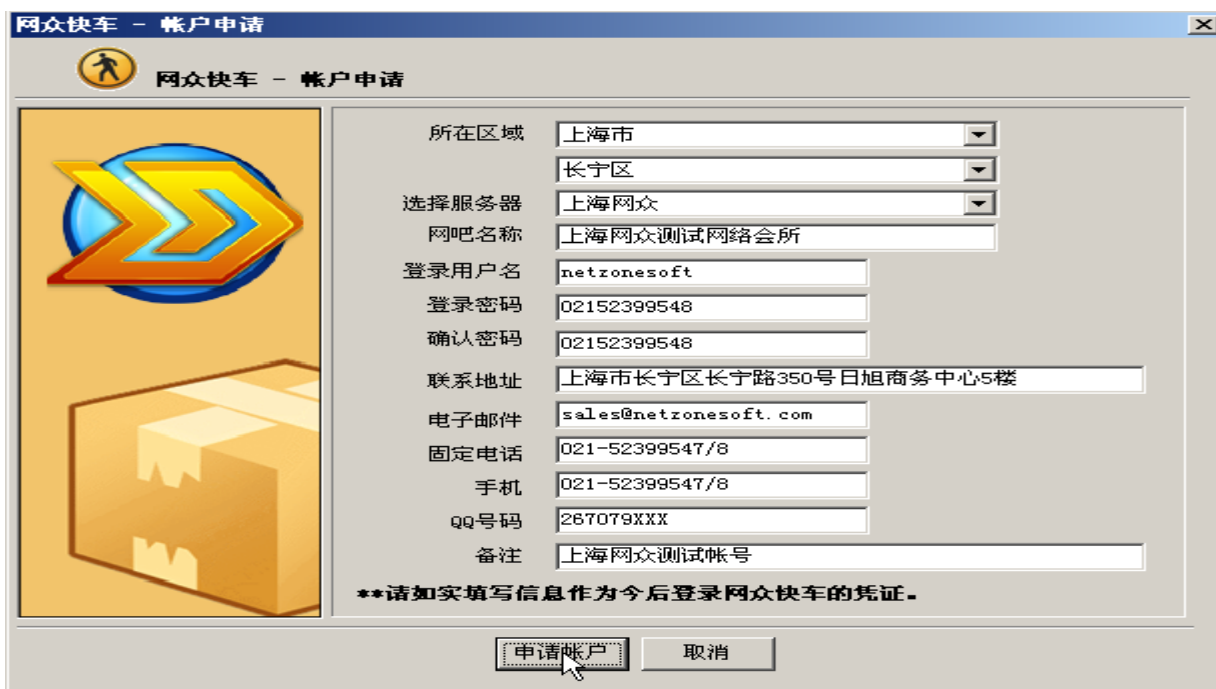 网众快车 - 帐户申请
网众快车 - 帐户申请
所在区域 上海市
长宁区
选择服务器 上海网众
网吧名称 上海网众测试网络会所
登录用户名 netzonesoft
登录密码 02152399548
确认密码 02152399548
联系地址 上海市长宁区长宁路350号日旭商务中心5楼
电子邮件 sales@netzonesoft.com
固定电话 021-52399547/8
手机 021-52399547/8
QQ号码 267079XXX
备注 上海网众测试帐号
**请如实填写信息作为今后登录网众快车的凭证。
申请帐户 取消